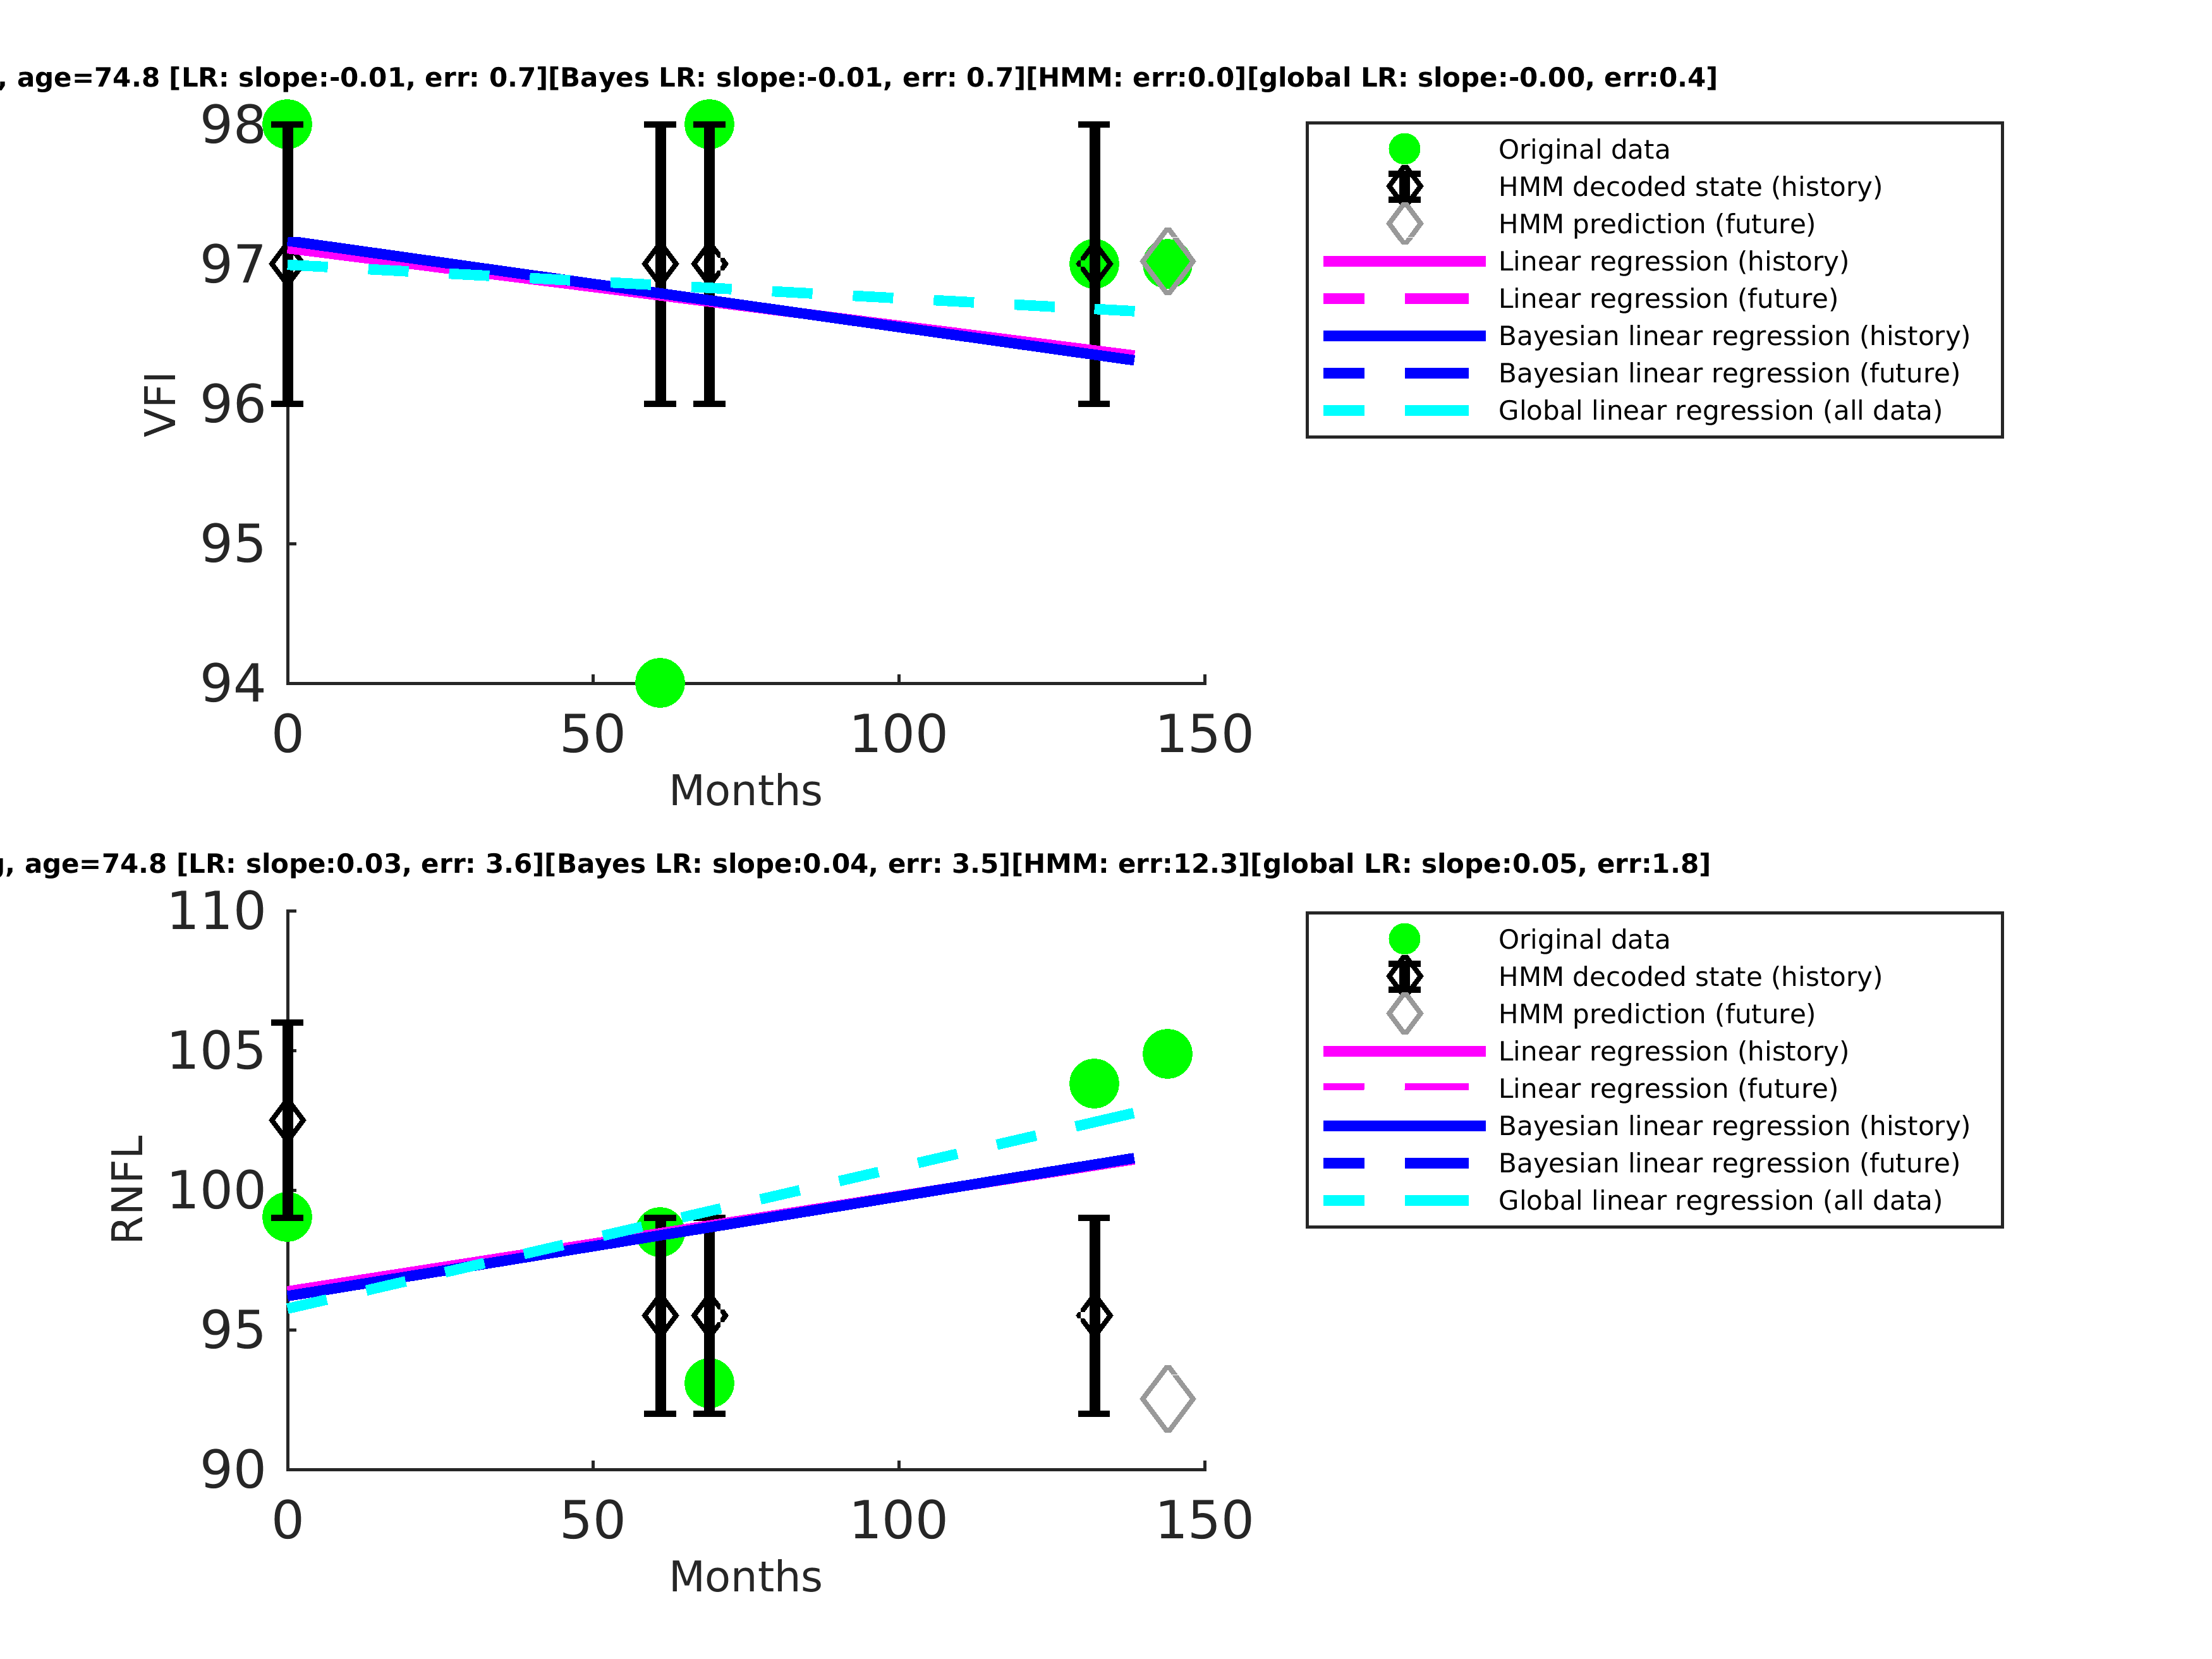 , age=74.8 [LR: slope:-0.01, err: 0.7][Bayes LR: slope:-0.01, err: 0.7][HMM: err:0.0][global LR: slope:-0.00, err:0.4]
98
97
96
95
94
VFI
0 50 100 150
Months
Original data
HMM decoded state (history)
HMM prediction (future)
Linear regression (history)
Linear regression (future)
Bayesian linear regression (history)
Bayesian linear regression (future)
Global linear regression (all data)
, age=74.8 [LR: slope:0.03, err: 3.6][Bayes LR: slope:0.04, err: 3.5][HMM: err:12.3][global LR: slope:0.05, err:1.8]
110
105
100
95
90
RNFL
0 50 100 150
Months
Original data
HMM decoded state (history)
HMM prediction (future)
Linear regression (history)
Linear regression (future)
Bayesian linear regression (history)
Bayesian linear regression (future)
Global linear regression (all data)